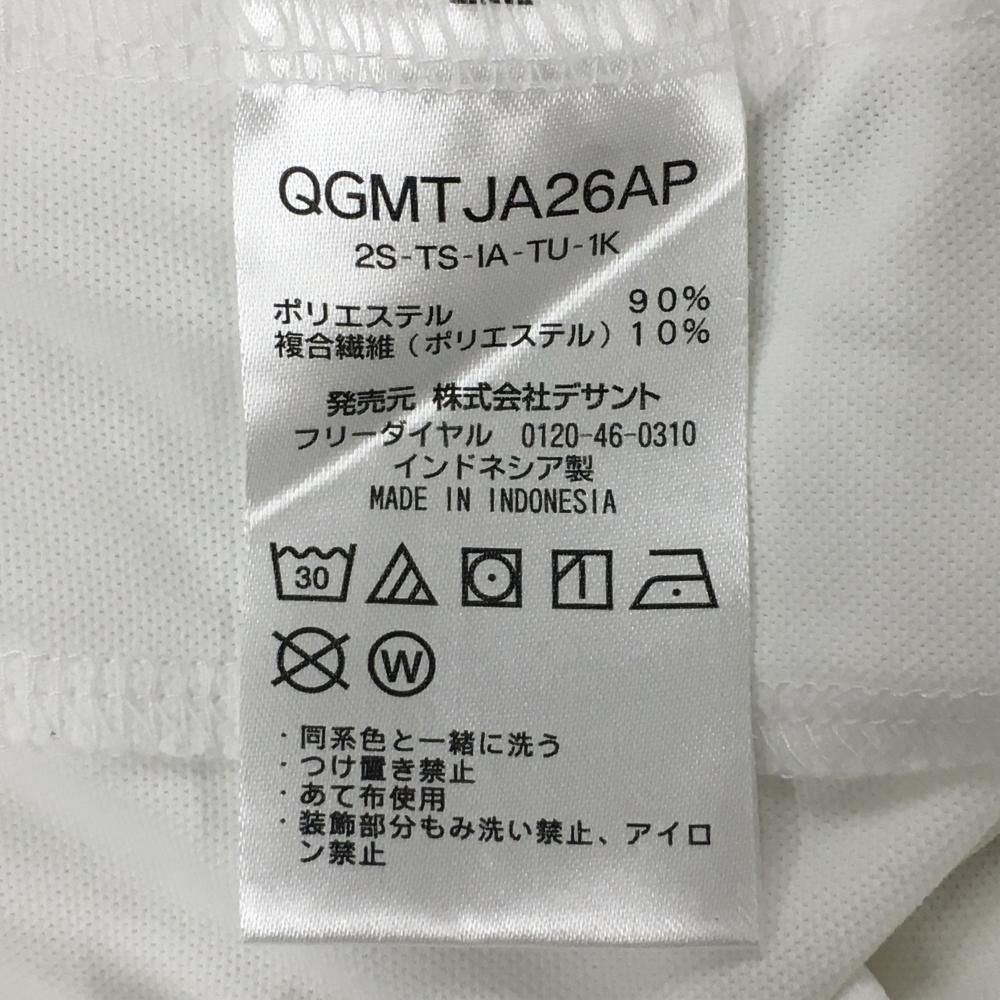 QGMTJA26AP
2S-TS-IA-TU-1K
ポリエステル 90%
複合繊維（ポリエステル）10%
発売元 株式会社デサント
フリーダイヤル 0120-46-0310
インドネシア製
MADE IN INDONESIA
30
W
・同系色と一緒に洗う
・つけ置き禁止
・あて布使用
・装飾部分もみ洗い禁止、アイロ
ン禁止